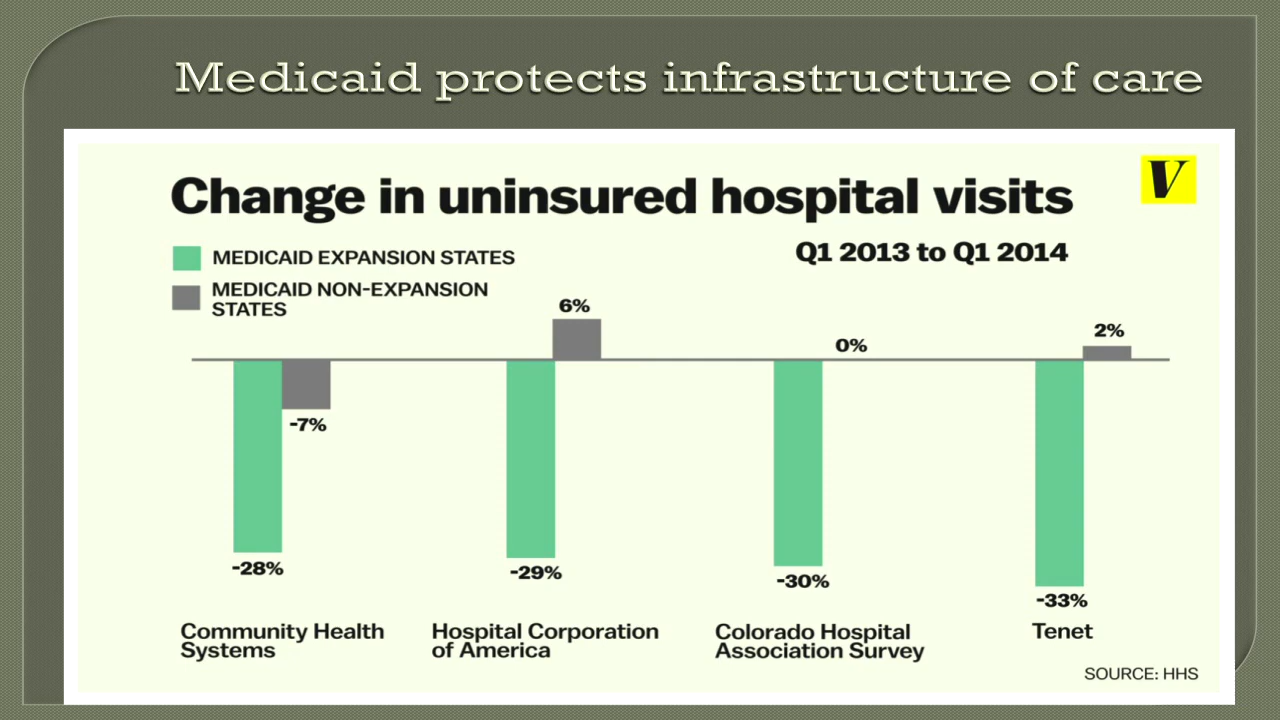 Medicaid protects infrastructure of care
Change in uninsured hospital visits
V
MEDICAID EXPANSION STATES
Q1 2013 to Q1 2014
MEDICAID NON-EXPANSION
STATES
6%
0%
2%
-7%
-28%
-29%
-30%
-33%
Community Health
Systems
Hospital Corporation
of America
Colorado Hospital
Association Survey
Tenet
SOURCE: HHS